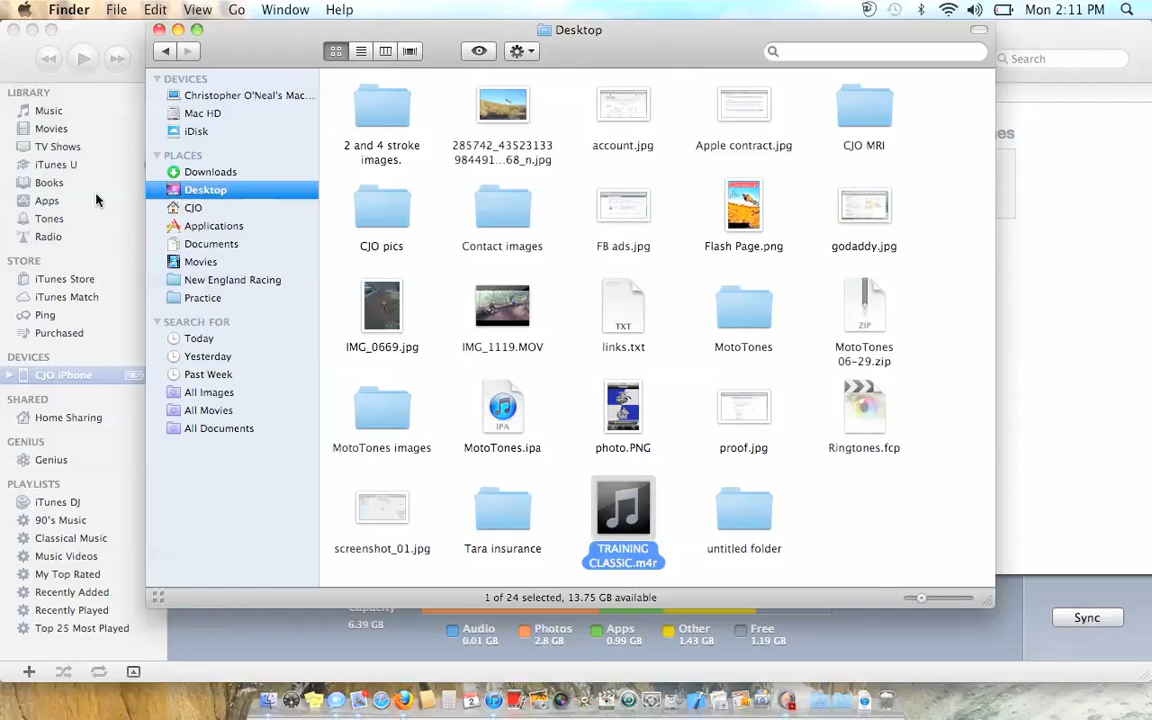 Finder File Edit View Go Window Help
Mon 2:11 PM
Desktop
Search
LIBRARY
Music
Movies
TV Shows
iTunes U
Books
Apps
Tones
Radio
STORE
iTunes Store
iTunes Match
Ping
Purchased
DEVICES
CJO iPhone
SHARED
Home Sharing
GENIUS
Genius
PLAYLISTS
iTunes DJ
90's Music
Classical Music
Music Videos
My Top Rated
Recently Added
Recently Played
Top 25 Most Played
DEVICES
Christopher O'Neal's Mac...
Mac HD
iDisk
PLACES
Downloads
Desktop
CJO
Applications
Documents
Movies
New England Racing
Practice
SEARCH FOR
Today
Yesterday
Past Week
All Images
All Movies
All Documents
2 and 4 stroke
images.
285742_43523133
984491...68_n.jpg
account.jpg
Apple contract.jpg
CJO MRI
CJO pics
Contact images
FB ads.jpg
Flash Page.png
godaddy.jpg
IMG_0669.jpg
IMG_1119.MOV
TXT
links.txt
MotoTones
ZIP
MotoTones
06-29.zip
MotoTones images
IPA
MotoTones.ipa
photo.PNG
proof.jpg
Ringtones.fcp
screenshot_01.jpg
Tara insurance
TRAINING
CLASSIC.m4r
untitled folder
1 of 24 selected, 13.75 GB available
Capacity
6.39 GB
Audio
0.01 GB
Photos
2.8 GB
Apps
0.99 GB
Other
1.43 GB
Free
1.19 GB
Sync